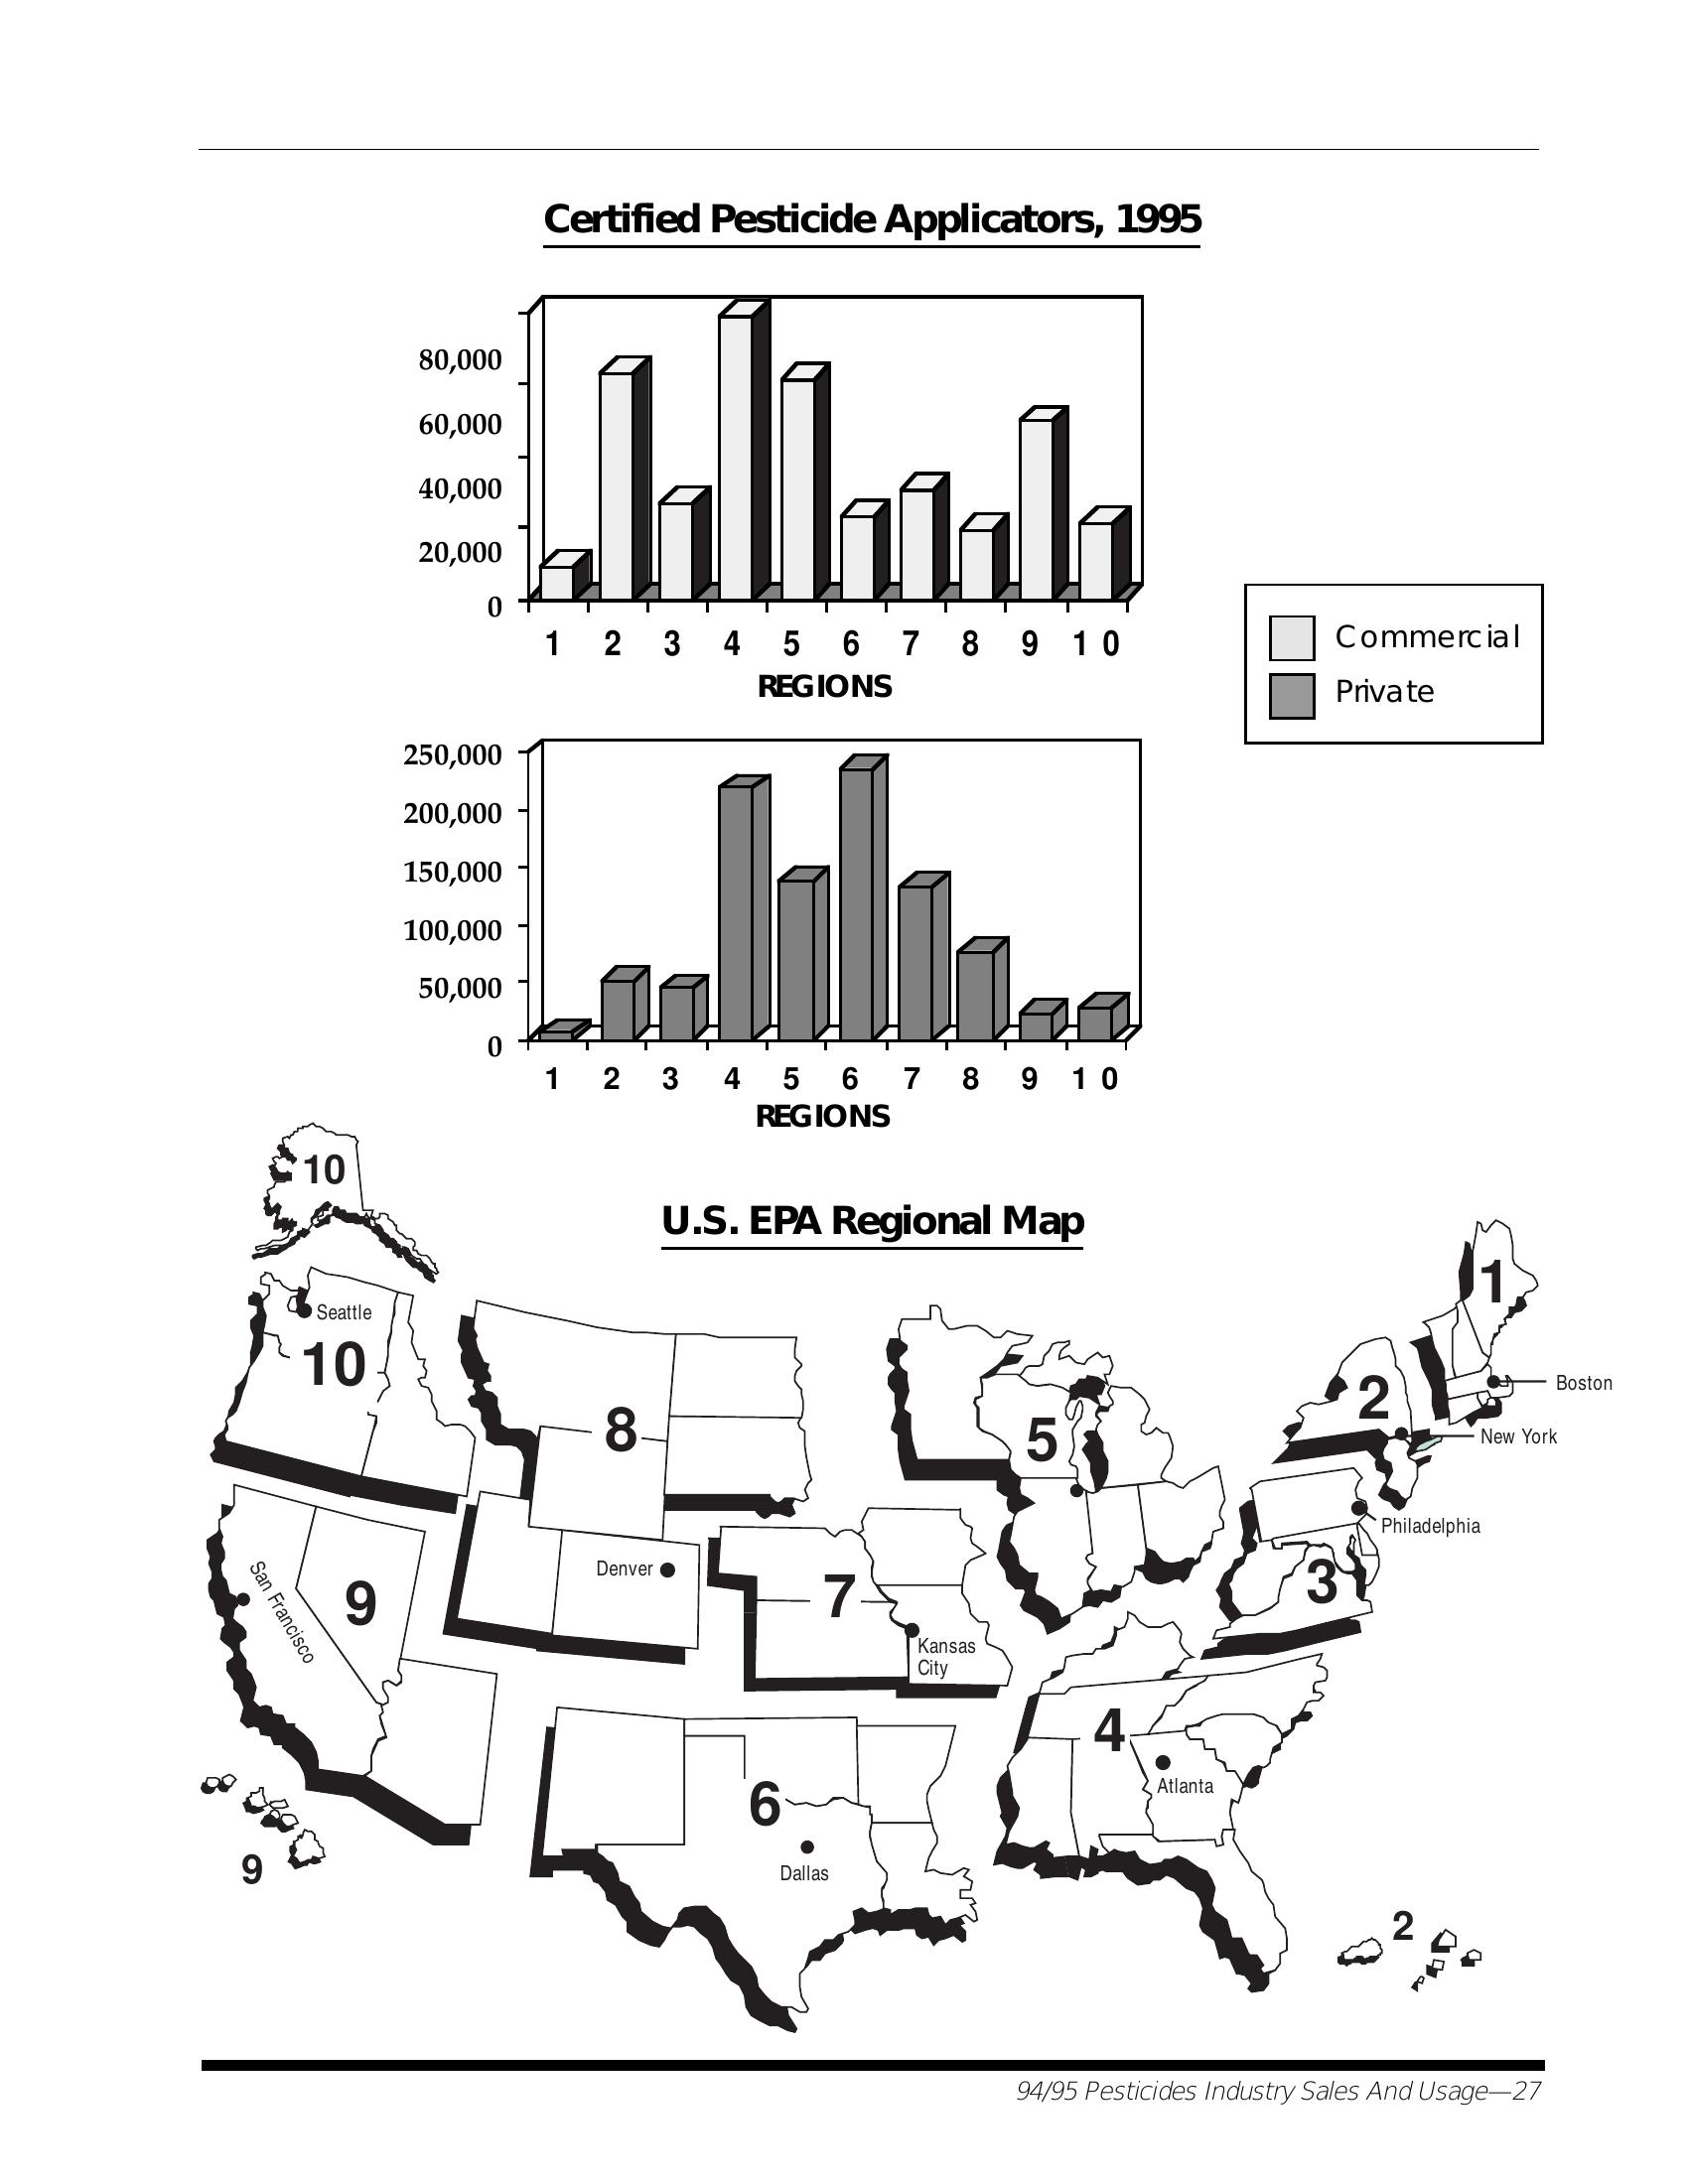 Certified Pesticide Applicators, 1995
80,000
60,000
40,000
20,000
0
1 2 3 4 5 6 7 8 9 10
REGIONS
Commercial
Private
250,000
200,000
150,000
100,000
50,000
0
1 2 3 4 5 6 7 8 9 10
REGIONS
10
U.S. EPA Regional Map
1
Seattle
10
2
Boston
8
5
New York
Philadelphia
Denver
San Francisco
9
7
3
Kansas
City
4
Atlanta
6
Dallas
9
2
94/95 Pesticides Industry Sales And Usage—27